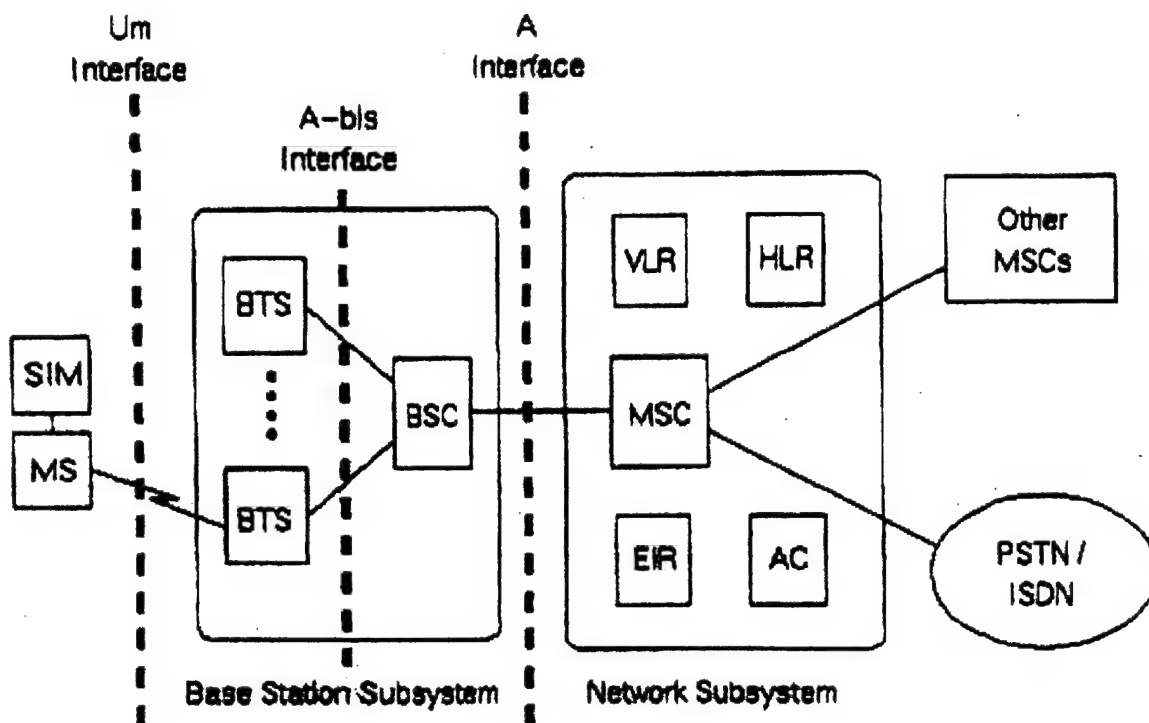 Um
Interface
A
Interface
A-bis
Interface
VLR
HLR
Other
MSCs
BTS
SIM
BSC
MSC
MS
BTS
EIR
AC
PSTN /
ISDN
Base Station Subsystem
Network Subsystem